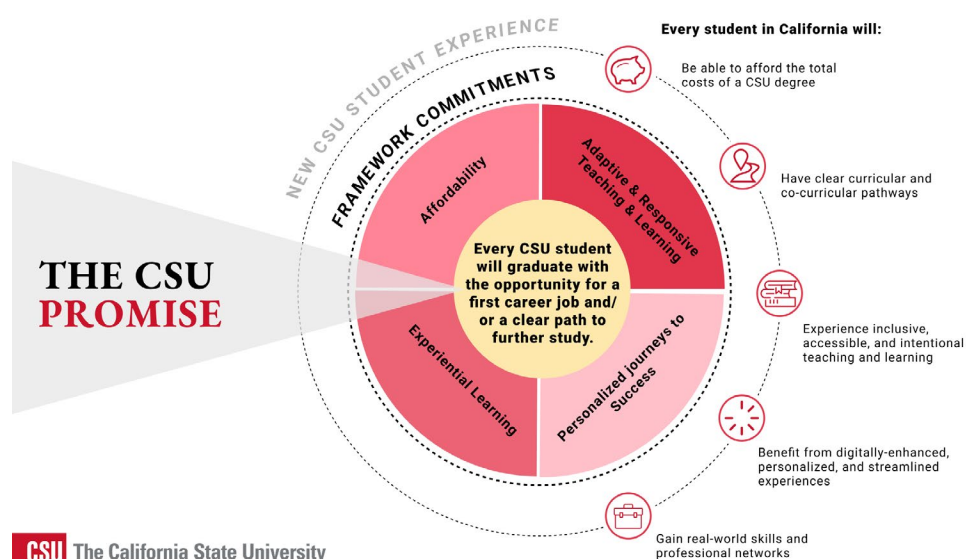 NEW CSU STUDENT EXPERIENCE
FRAMEWORK COMMITMENTS
Every student in California will:
Be able to afford the total
costs of a CSU degree
Have clear curricular and
co-curricular pathways
Experience inclusive,
accessible, and intentional
teaching and learning
Benefit from digitally-enhanced,
personalized, and streamlined
experiences
Gain real-world skills and
professional networks
Affordability
Adaptive & Responsive
Teaching & Learning
Every CSU student
will graduate with
the opportunity for a
first career job and/
or a clear path to
further study.
Experiential Learning
Personalized journeys to
Success
THE CSU
PROMISE
CSU The California State University